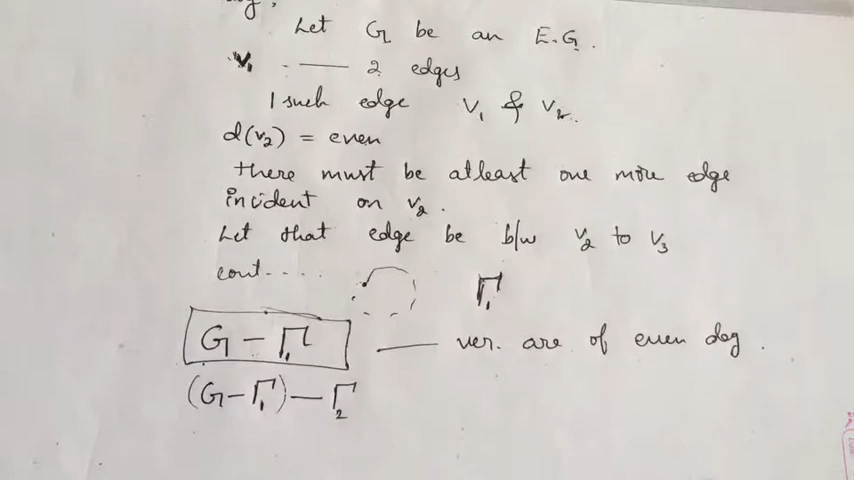 Let G be an E.G.
v₁ — 2 edges
1 such edge v₁ & v₂.
d(v₂) = even
there must be atleast one more edge
incident on v₂.
Let that edge be b/w v₂ to v₃
cont.... Γ₁
G - Γ₁ — ver. are of even deg.
(G - Γ₁) - Γ₂